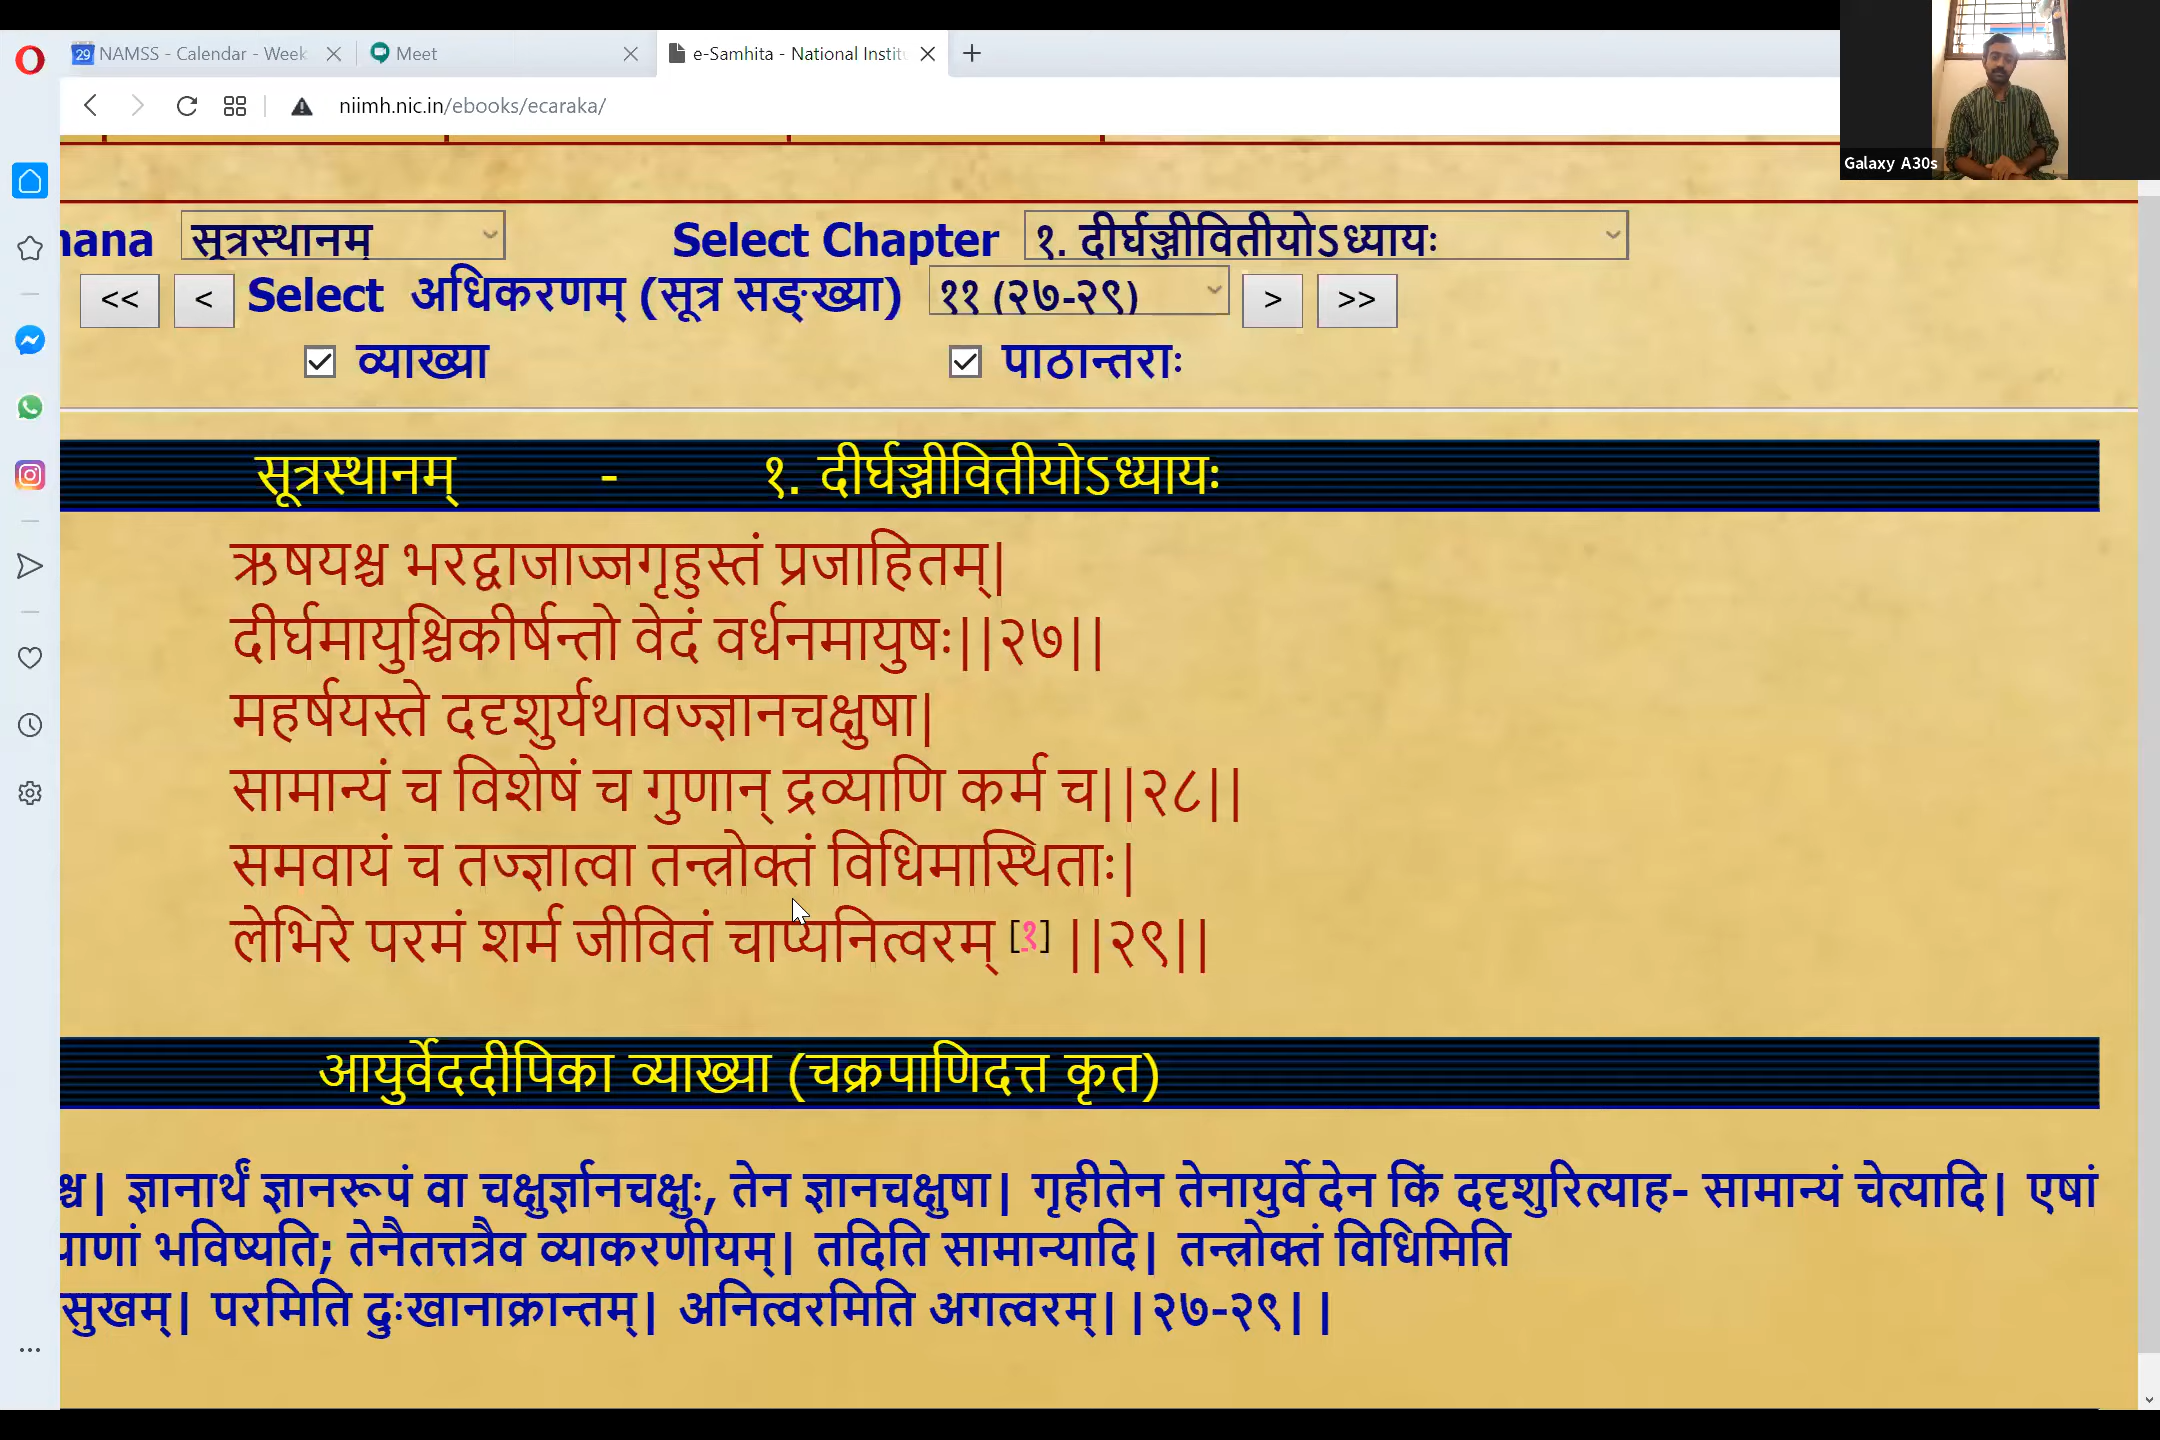 NAMSS - Calendar - Week
Meet
e-Samhita - National Instit
niimh.nic.in/ebooks/ecaraka/
Galaxy A30s
hana सूत्रस्थानम् Select Chapter १. दीर्घञ्जीवितीयोऽध्यायः
<< < Select अधिकरणम् (सूत्र सङ्ख्या) ११ (२७-२९) > >>
व्याख्या पाठान्तराः
सूत्रस्थानम् - १. दीर्घञ्जीवितीयोऽध्यायः
ऋषयश्च भरद्वाजाज्जगृहुस्तं प्रजाहितम्|
दीर्घमायुश्चिकीर्षन्तो वेदं वर्धनमायुषः||२७||
महर्षयस्ते ददृशुर्यथावज्ज्ञानचक्षुषा|
सामान्यं च विशेषं च गुणान् द्रव्याणि कर्म च||२८||
समवायं च तज्ज्ञात्वा तन्त्रोक्तं विधिमास्थिताः|
लेभिरे परमं शर्म जीवितं चाप्यनित्वरम् [१] ||२९||
आयुर्वेददीपिका व्याख्या (चक्रपाणिदत्त कृत)
श्च| ज्ञानार्थं ज्ञानरूपं वा चक्षुर्ज्ञानचक्षुः, तेन ज्ञानचक्षुषा| गृहीतेन तेनायुर्वेदेन किं ददृशुरित्याह- सामान्यं चेत्यादि| एषां
याणां भविष्यति; तेनैतत्तत्रैव व्याकरणीयम्| तदिति सामान्यादि| तन्त्रोक्तं विधिमिति
सुखम्| परमिति दुःखानाक्रान्तम्| अनित्वरमिति अगत्वरम्||२७-२९||